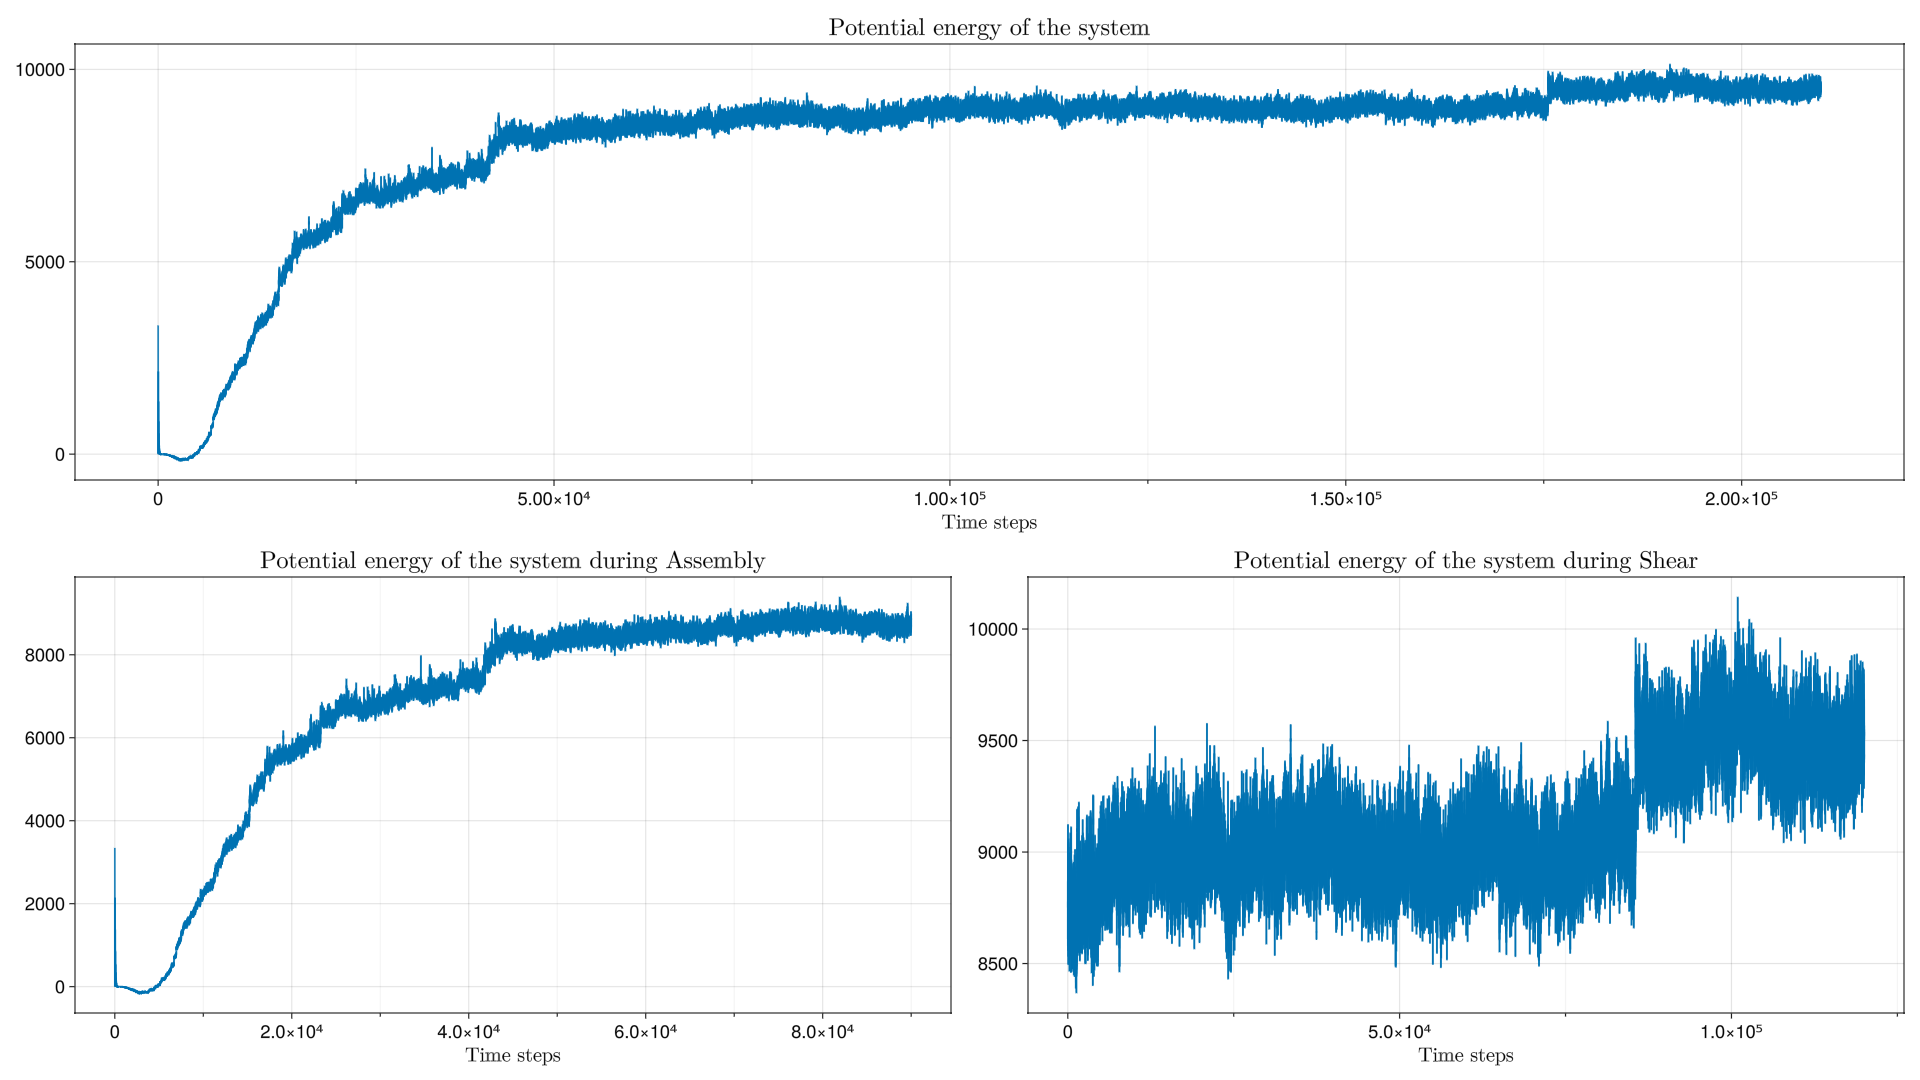 Potential energy of the system
10000
5000
0
0 5.00×10⁴ 1.00×10⁵ 1.50×10⁵ 2.00×10⁵
Time steps
Potential energy of the system during Assembly
8000
6000
4000
2000
0
0 2.0×10⁴ 4.0×10⁴ 6.0×10⁴ 8.0×10⁴
Time steps
Potential energy of the system during Shear
10000
9500
9000
8500
0 5.0×10⁴ 1.0×10⁵
Time steps